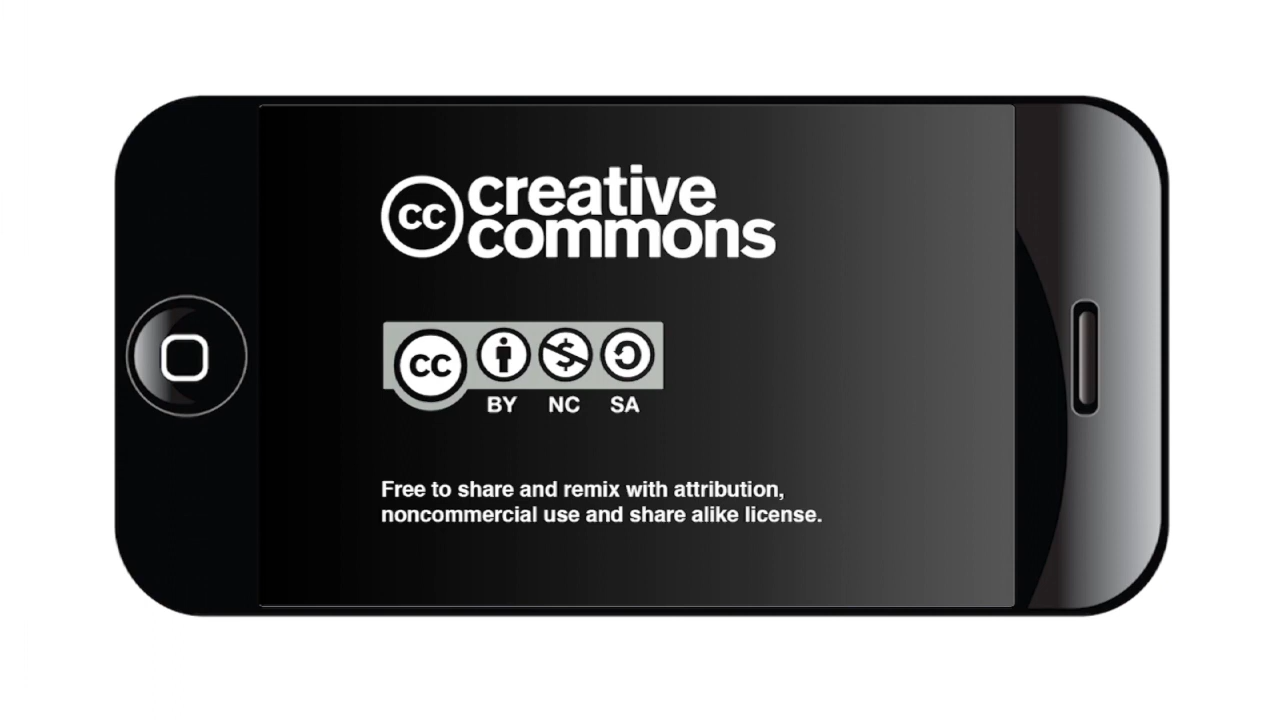 cc creative
commons
cc
BY NC SA
Free to share and remix with attribution,
noncommercial use and share alike license.